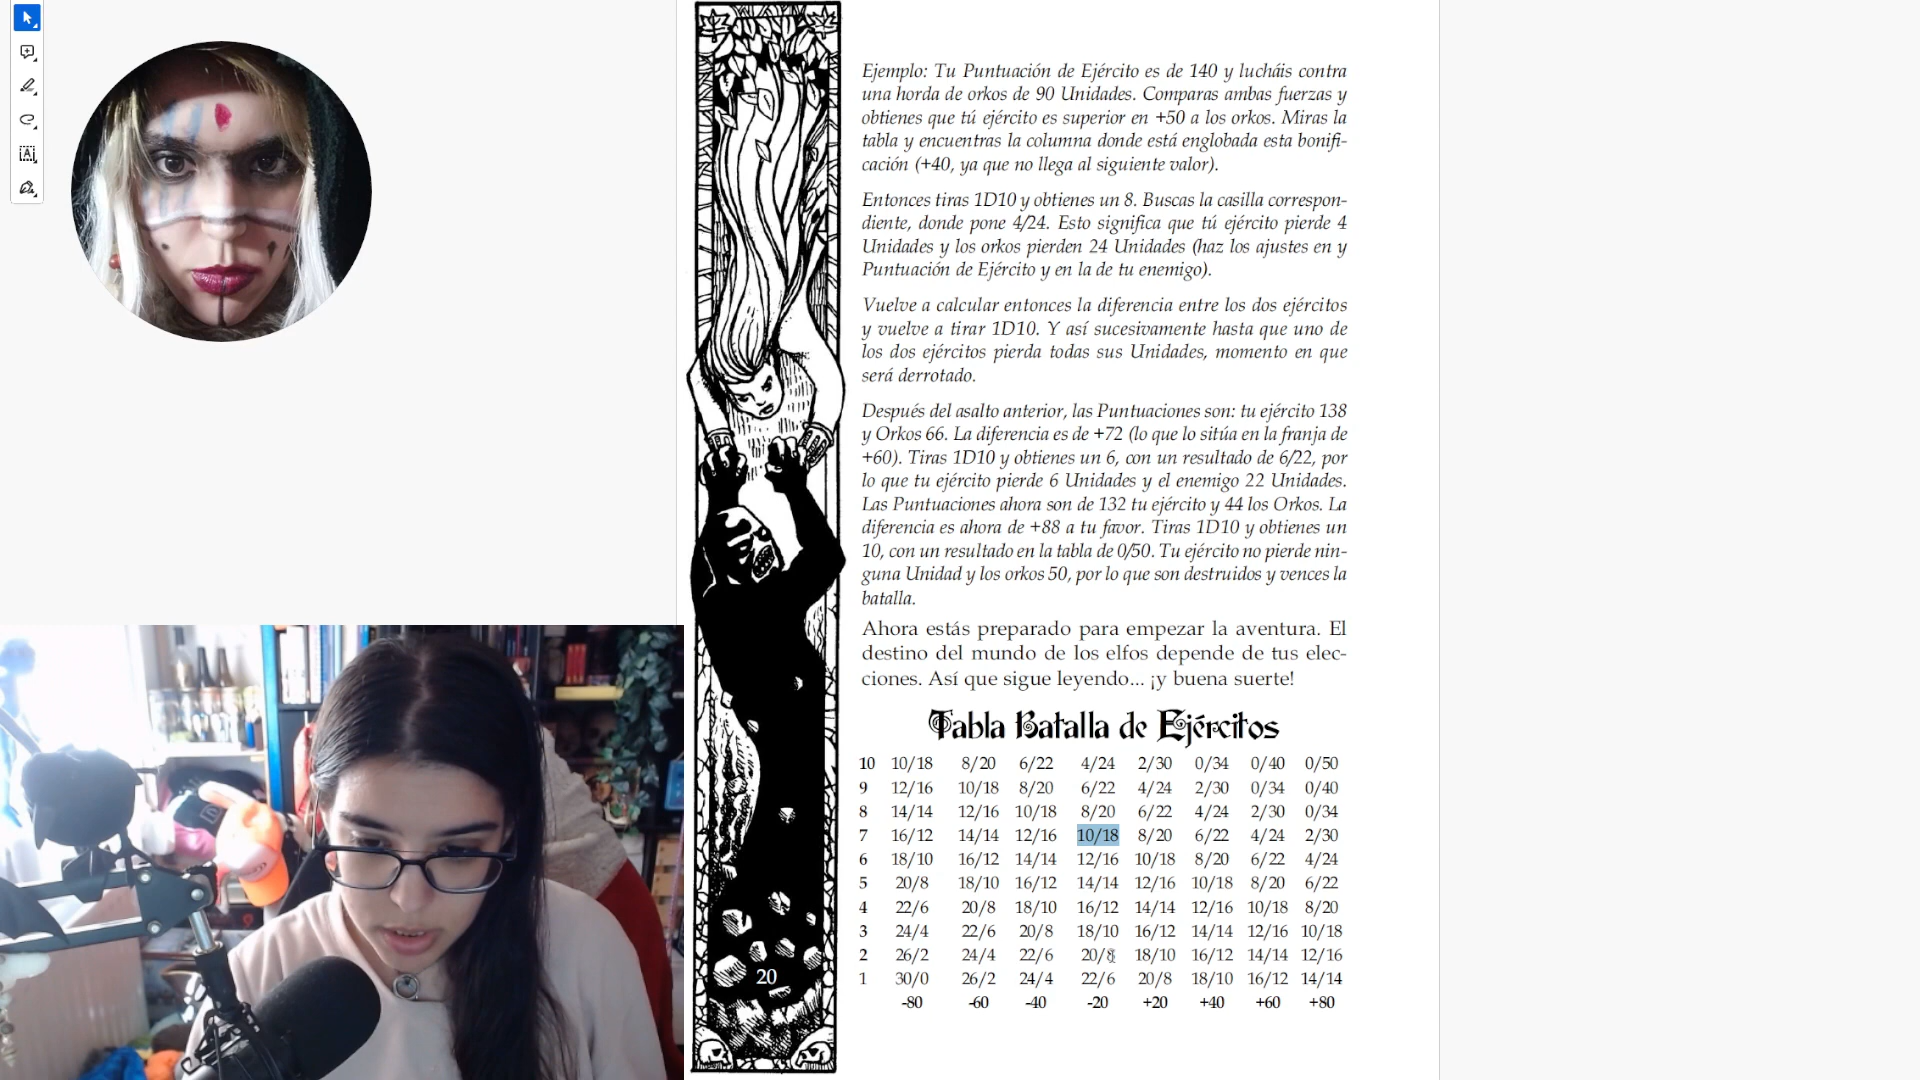 Ejemplo: Tu Puntuación de Ejército es de 140 y lucháis contra
una horda de orkos de 90 Unidades. Comparas ambas fuerzas y
obtienes que tú ejército es superior en +50 a los orkos. Miras la
tabla y encuentras la columna donde está englobada esta bonifi-
cación (+40, ya que no llega al siguiente valor).
Entonces tiras 1D10 y obtienes un 8. Buscas la casilla correspon-
diente, donde pone 4/24. Esto significa que tú ejército pierde 4
Unidades y los orkos pierden 24 Unidades (haz los ajustes en y
Puntuación de Ejército y en la de tu enemigo).
Vuelve a calcular entonces la diferencia entre los dos ejércitos
y vuelve a tirar 1D10. Y así sucesivamente hasta que uno de
los dos ejércitos pierda todas sus Unidades, momento en que
será derrotado.
Después del asalto anterior, las Puntuaciones son: tu ejército 138
y Orkos 66. La diferencia es de +72 (lo que lo sitúa en la franja de
+60). Tiras 1D10 y obtienes un 6, con un resultado de 6/22, por
lo que tu ejército pierde 6 Unidades y el enemigo 22 Unidades.
Las Puntuaciones ahora son de 132 tu ejército y 44 los Orkos. La
diferencia es ahora de +88 a tu favor. Tiras 1D10 y obtienes un
10, con un resultado en la tabla de 0/50. Tu ejército no pierde nin-
guna Unidad y los orkos 50, por lo que son destruidos y vences la
batalla.
Ahora estás preparado para empezar la aventura. El
destino del mundo de los elfos depende de tus elec-
ciones. Así que sigue leyendo... ¡y buena suerte!
Tabla Batalla de Ejércitos
10 10/18 8/20 6/22 4/24 2/30 0/34 0/40 0/50
9 12/16 10/18 8/20 6/22 4/24 2/30 0/34 0/40
8 14/14 12/16 10/18 8/20 6/22 4/24 2/30 0/34
7 16/12 14/14 12/16 10/18 8/20 6/22 4/24 2/30
6 18/10 16/12 14/14 12/16 10/18 8/20 6/22 4/24
5 20/8 18/10 16/12 14/14 12/16 10/18 8/20 6/22
4 22/6 20/8 18/10 16/12 14/14 12/16 10/18 8/20
3 24/4 22/6 20/8 18/10 16/12 14/14 12/16 10/18
2 26/2 24/4 22/6 20/8 18/10 16/12 14/14 12/16
1 30/0 26/2 24/4 22/6 20/8 18/10 16/12 14/14
-80 -60 -40 -20 +20 +40 +60 +80
20